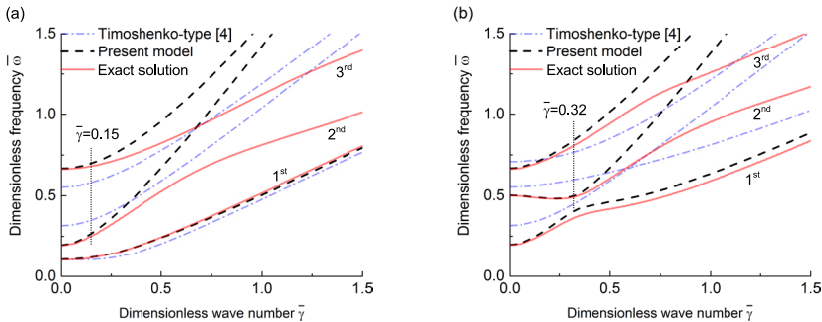 (a)
Timoshenko-type [4]
Present model
Exact solution
3rd
2nd
1st
γ̅=0.15
Dimensionless frequency ω̅
1.5
1.0
0.5
0.0
0.0 0.5 1.0 1.5
Dimensionless wave number γ̅
(b)
Timoshenko-type [4]
Present model
Exact solution
3rd
2nd
1st
γ̅=0.32
Dimensionless frequency ω̅
1.5
1.0
0.5
0.0
0.0 0.5 1.0 1.5
Dimensionless wave number γ̅